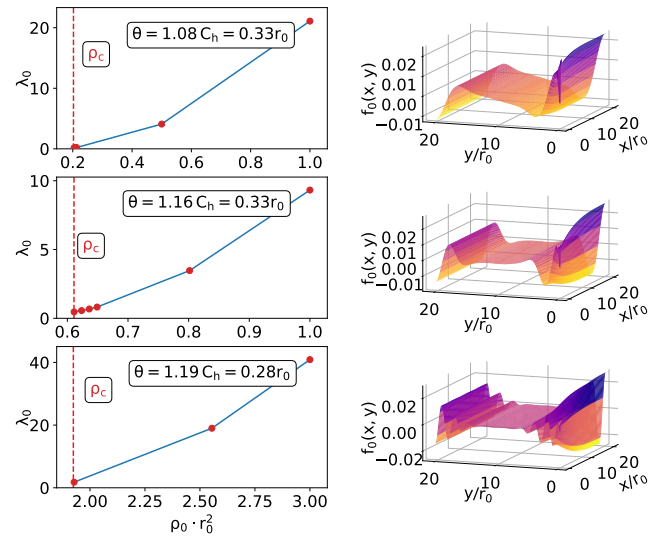 20
10
0
λ₀
θ = 1.08 Cₕ = 0.33r₀
ρ_c
0.2 0.4 0.6 0.8 1.0
0.02
0.01
0.00
−0.01
f₀(x, y)
20 10 0
y/r₀
0 10 20
x/r₀
10
5
0
λ₀
θ = 1.16 Cₕ = 0.33r₀
ρ_c
0.6 0.7 0.8 0.9 1.0
0.02
0.01
0.00
−0.01
f₀(x, y)
20 10 0
y/r₀
0 10 20
x/r₀
40
20
0
λ₀
θ = 1.19 Cₕ = 0.28r₀
ρ_c
2.00 2.25 2.50 2.75 3.00
ρ₀ · r₀²
0.02
0.00
−0.02
f₀(x, y)
20 10 0
y/r₀
0 10 20
x/r₀